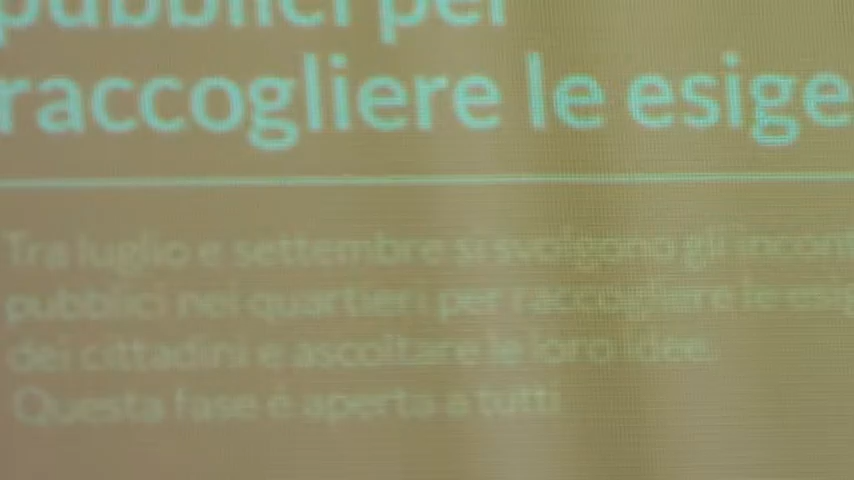 pubblici per
raccogliere le esige
Tra luglio e settembre si svolgono gli incont
pubblici nei quartieri per raccogliere le esig
dei cittadini e ascoltare le loro idee.
Questa fase è aperta a tutti